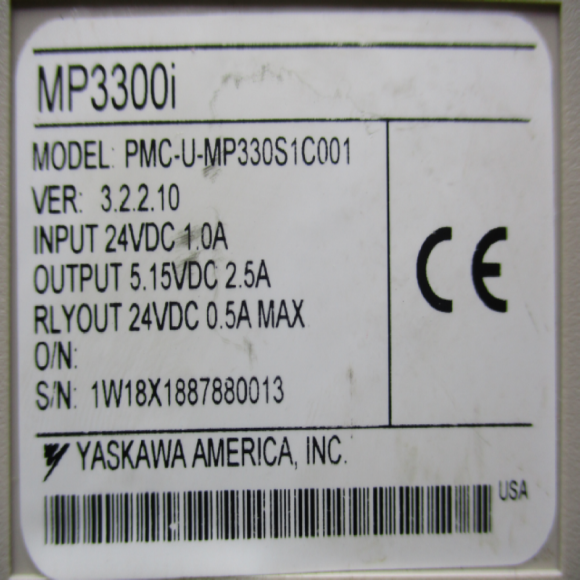 MP3300i
MODEL: PMC-U-MP330S1C001
VER: 3.2.2.10
INPUT 24VDC 1.0A
OUTPUT 5.15VDC 2.5A
RLYOUT 24VDC 0.5A MAX
O/N:
S/N: 1W18X1887880013
CE
YASKAWA AMERICA, INC.
USA